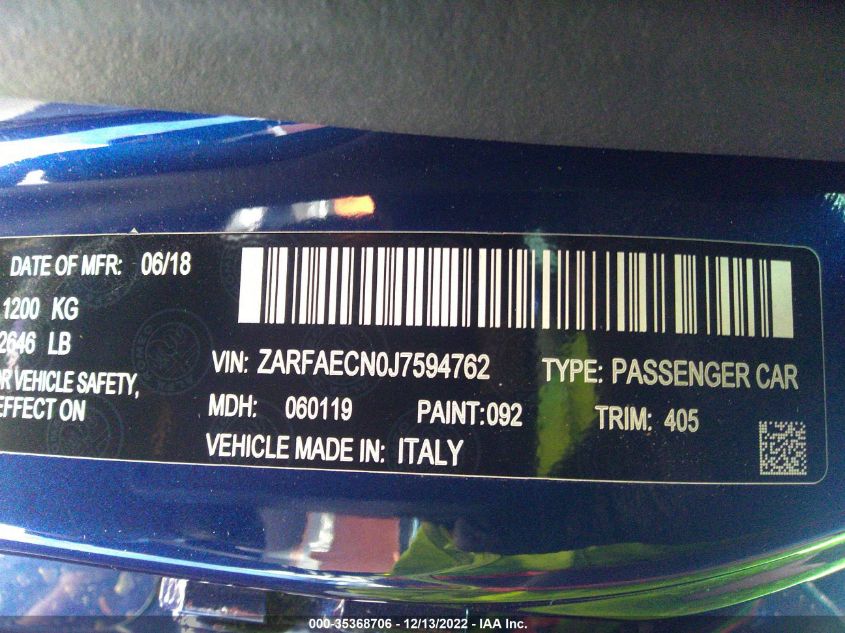 DATE OF MFR: 06/18
1200 KG
2646 LB
OR VEHICLE SAFETY,
EFFECT ON
VIN: ZARFAECN0J7594762 TYPE: PASSENGER CAR
MDH: 060119 PAINT:092 TRIM: 405
VEHICLE MADE IN: ITALY
000-35368706 - 12/13/2022 - IAA Inc.